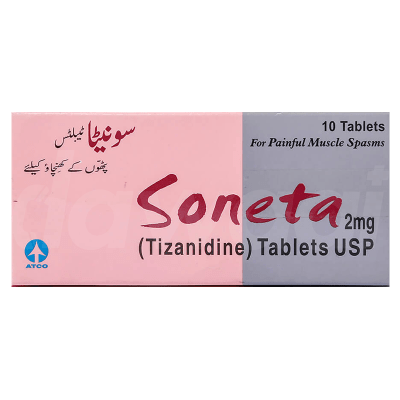 سونیٹا ٹیبلٹس
پٹھوں کے کھنچاؤ کیلئے
10 Tablets
For Painful Muscle Spasms
Soneta 2mg
(Tizanidine) Tablets USP
ATCO